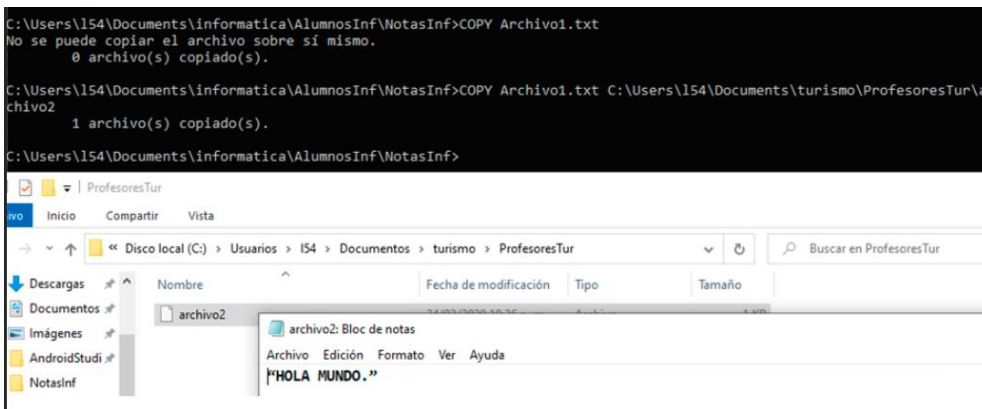 C:\Users\l54\Documents\informatica\AlumnosInf\NotasInf>COPY Archivo1.txt
No se puede copiar el archivo sobre sí mismo.
0 archivo(s) copiado(s).
C:\Users\l54\Documents\informatica\AlumnosInf\NotasInf>COPY Archivo1.txt C:\Users\l54\Documents\turismo\ProfesoresTur\a
chivo2
1 archivo(s) copiado(s).
C:\Users\l54\Documents\informatica\AlumnosInf\NotasInf>
ProfesoresTur
ivo Inicio Compartir Vista
« Disco local (C:) > Usuarios > l54 > Documentos > turismo > ProfesoresTur Buscar en ProfesoresTur
Descargas Nombre Fecha de modificación Tipo Tamaño
Documentos archivo2
Imágenes archivo2: Bloc de notas
AndroidStudi Archivo Edición Formato Ver Ayuda
NotasInf “HOLA MUNDO.”